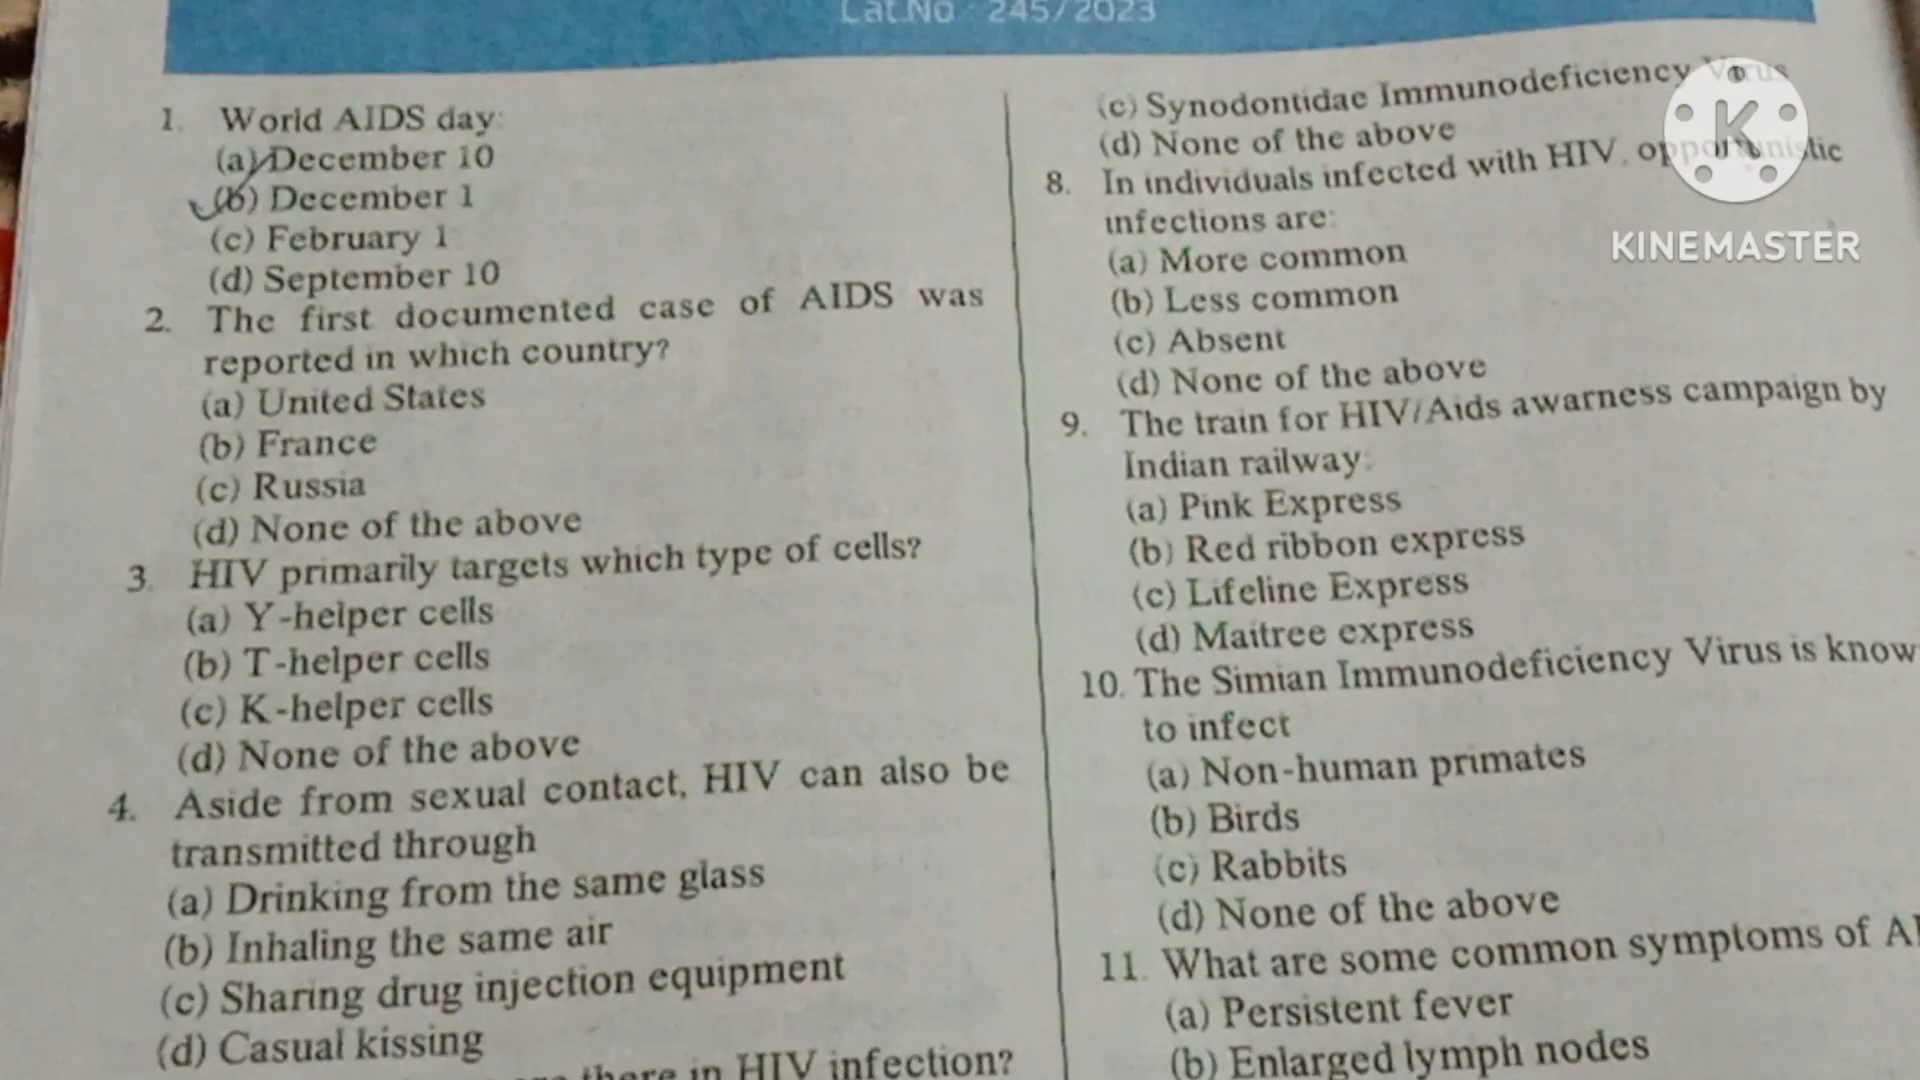 Cat.No : 245/2023
1. World AIDS day:
(a) December 10
(b) December 1
(c) February 1
(d) September 10
2. The first documented case of AIDS was
reported in which country?
(a) United States
(b) France
(c) Russia
(d) None of the above
3. HIV primarily targets which type of cells?
(a) Y-helper cells
(b) T-helper cells
(c) K-helper cells
(d) None of the above
4. Aside from sexual contact, HIV can also be
transmitted through
(a) Drinking from the same glass
(b) Inhaling the same air
(c) Sharing drug injection equipment
(d) Casual kissing
there in HIV infection?
(c) Synodontidae Immunodeficiency Virus
(d) None of the above
8. In individuals infected with HIV, opportunistic
infections are:
(a) More common
(b) Less common
(c) Absent
(d) None of the above
9. The train for HIV/Aids awarness campaign by
Indian railway:
(a) Pink Express
(b) Red ribbon express
(c) Lifeline Express
(d) Maitree express
10. The Simian Immunodeficiency Virus is know
to infect
(a) Non-human primates
(b) Birds
(c) Rabbits
(d) None of the above
11. What are some common symptoms of AI
(a) Persistent fever
(b) Enlarged lymph nodes
K
KINEMASTER